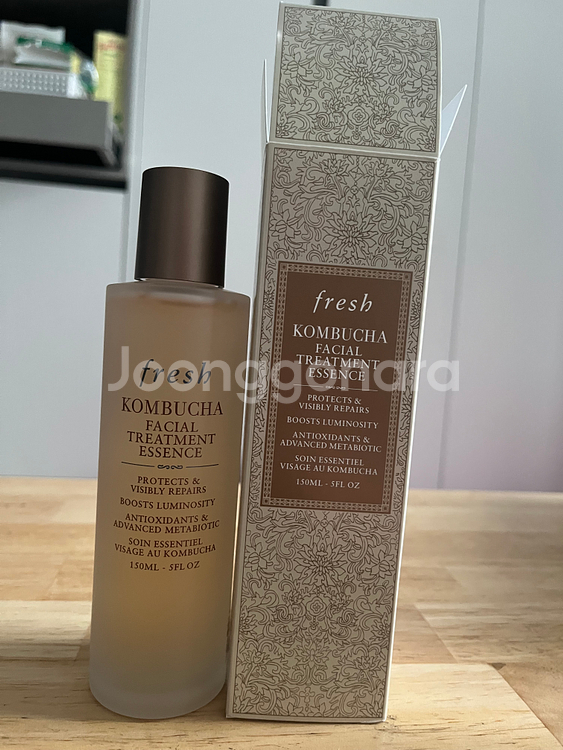 fresh
KOMBUCHA
FACIAL
TREATMENT
ESSENCE
PROTECTS &
VISIBLY REPAIRS
BOOSTS LUMINOSITY
ANTIOXIDANTS &
ADVANCED METABIOTIC
SOIN ESSENTIEL
VISAGE AU KOMBUCHA
150ML - 5FL OZ
fresh
KOMBUCHA
FACIAL
TREATMENT
ESSENCE
PROTECTS &
VISIBLY REPAIRS
BOOSTS LUMINOSITY
ANTIOXIDANTS &
ADVANCED METABIOTIC
SOIN ESSENTIEL
VISAGE AU KOMBUCHA
150ML - 5FL OZ
Joonggonara